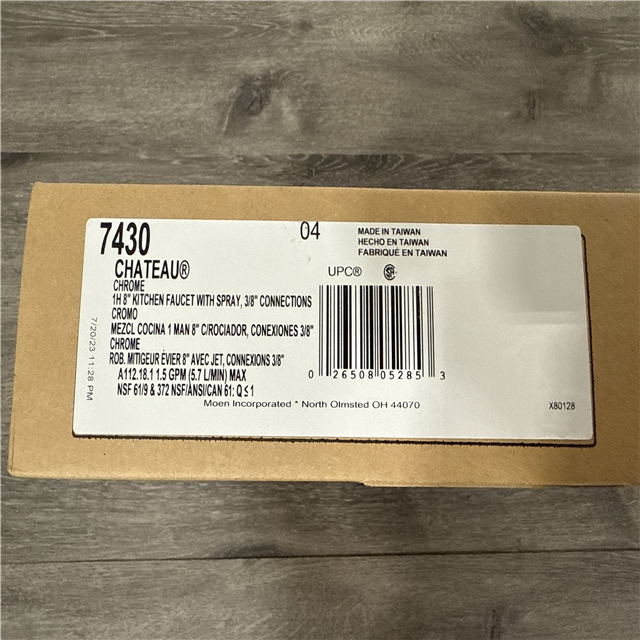 7430
04
MADE IN TAIWAN
HECHO EN TAIWAN
FABRIQUÉ EN TAIWAN
CHATEAU®
UPC®
CHROME
1H 8" KITCHEN FAUCET WITH SPRAY, 3/8" CONNECTIONS
CROMO
MEZCL COCINA 1 MAN 8" C/ROCIADOR, CONEXIONES 3/8"
CHROME
ROB. MITIGEUR ÉVIER 8" AVEC JET, CONNEXIONS 3/8"
A112.18.1 1.5 GPM (5.7 L/MIN) MAX
NSF 61/9 & 372 NSF/ANSI/CAN 61: Q ≤ 1
0 26508 05285 3
Moen Incorporated * North Olmsted OH 44070
X80128
7/20/23 11:28 PM